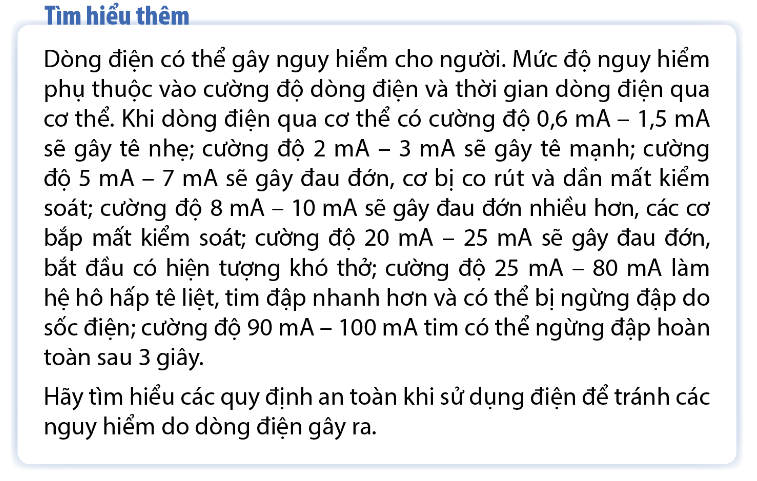 Tìm hiểu thêm
Dòng điện có thể gây nguy hiểm cho người. Mức độ nguy hiểm
phụ thuộc vào cường độ dòng điện và thời gian dòng điện qua
cơ thể. Khi dòng điện qua cơ thể có cường độ 0,6 mA – 1,5 mA
sẽ gây tê nhẹ; cường độ 2 mA – 3 mA sẽ gây tê mạnh; cường
độ 5 mA – 7 mA sẽ gây đau đớn, cơ bị co rút và dần mất kiểm
soát; cường độ 8 mA – 10 mA sẽ gây đau đớn nhiều hơn, các cơ
bắp mất kiểm soát; cường độ 20 mA – 25 mA sẽ gây đau đớn,
bắt đầu có hiện tượng khó thở; cường độ 25 mA – 80 mA làm
hệ hô hấp tê liệt, tim đập nhanh hơn và có thể bị ngừng đập do
sốc điện; cường độ 90 mA – 100 mA tim có thể ngừng đập hoàn
toàn sau 3 giây.
Hãy tìm hiểu các quy định an toàn khi sử dụng điện để tránh các
nguy hiểm do dòng điện gây ra.